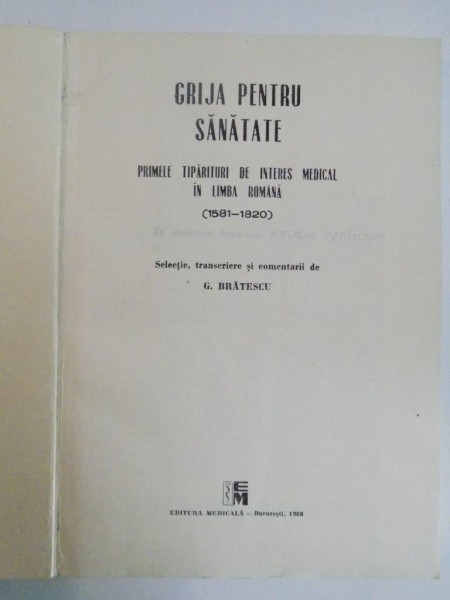 GRIJA PENTRU
SĂNĂTATE
PRIMELE TIPĂRITURI DE INTERES MEDICAL
ÎN LIMBA ROMÂNĂ
(1581-1820)
Selecție, transcriere și comentarii de
G. BRĂTESCU
EM
EDITURA MEDICALĂ – București, 1988